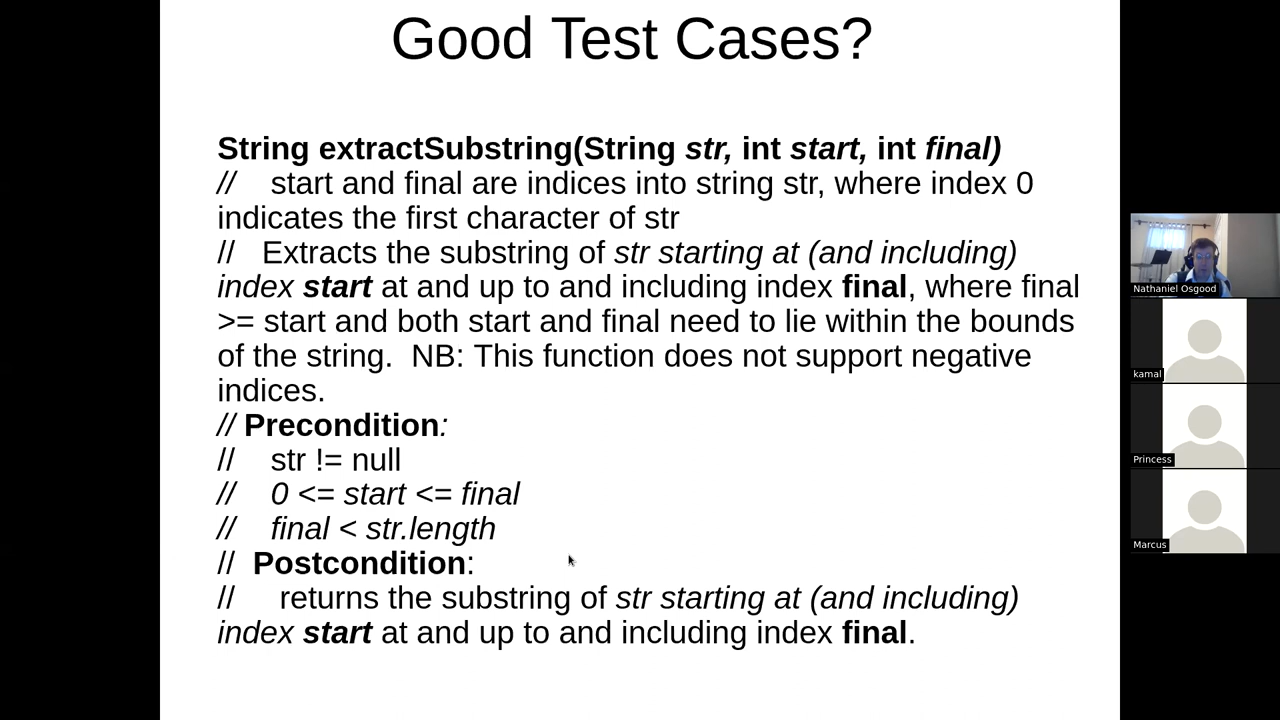 Good Test Cases?
String extractSubstring(String str, int start, int final)
// start and final are indices into string str, where index 0
indicates the first character of str
// Extracts the substring of str starting at (and including)
index start at and up to and including index final, where final
>= start and both start and final need to lie within the bounds
of the string. NB: This function does not support negative
indices.
// Precondition:
// str != null
// 0 <= start <= final
// final < str.length
// Postcondition:
// returns the substring of str starting at (and including)
index start at and up to and including index final.
Nathaniel Osgood
kamal
Princess
Marcus